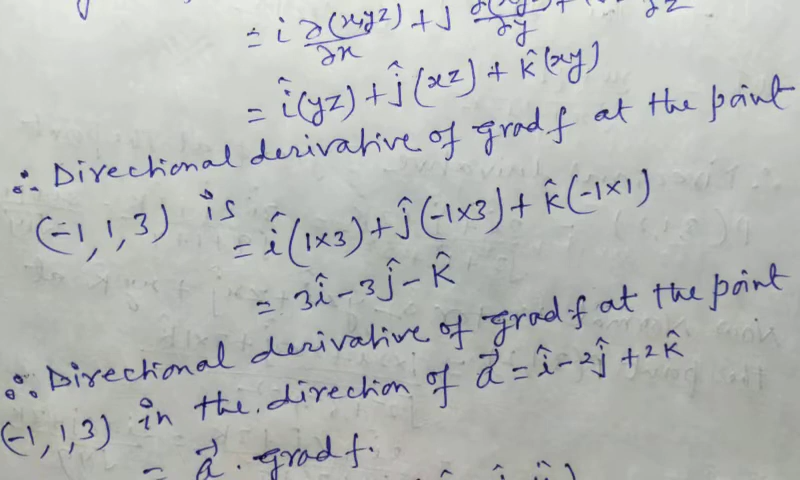 = i ∂(xyz)/∂x + j ∂(xyz)/∂y +
= î(yz) + ĵ(xz) + k̂(xy)
∴ Directional derivative of grad f at the point
(-1, 1, 3) is
= î(1×3) + ĵ(-1×3) + k̂(-1×1)
= 3î - 3ĵ - k̂
∴ Directional derivative of grad.f at the point
(-1, 1, 3) in the direction of a⃗ = î - 2ĵ + 2k̂
= a⃗ . grad f.